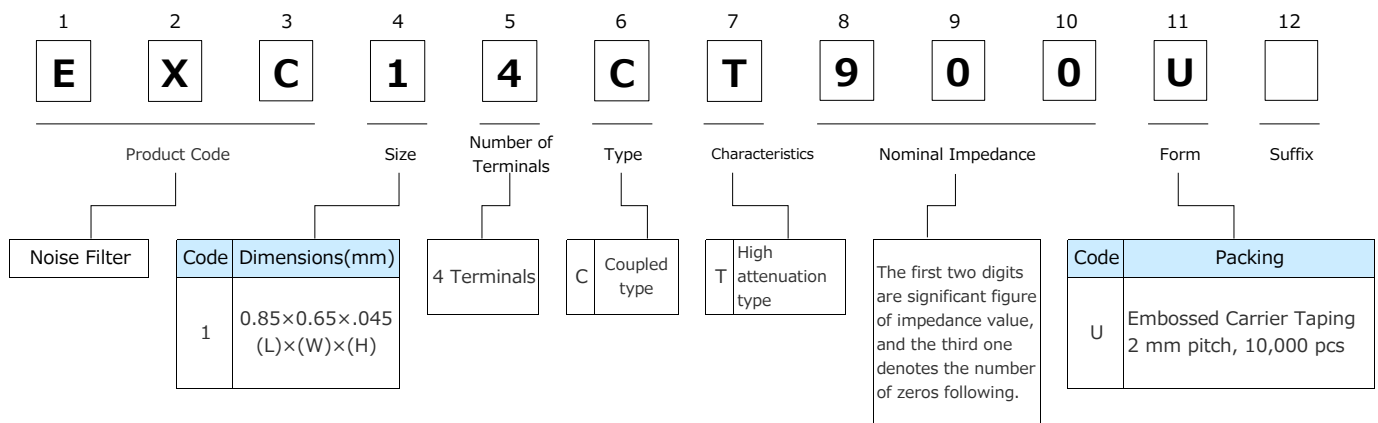 1 2 3 4 5 6 7 8 9 10 11 12
E X C 1 4 C T 9 0 0 U
Product Code
Size
Number of
Terminals
Type
Characteristics
Nominal Impedance
Form
Suffix
Noise Filter
Code Dimensions(mm)
1 0.85×0.65×.045
(L)×(W)×(H)
4 Terminals
C Coupled
type
T High
attenuation
type
The first two digits
are significant figure
of impedance value,
and the third one
denotes the number
of zeros following.
Code Packing
U Embossed Carrier Taping
2 mm pitch, 10,000 pcs